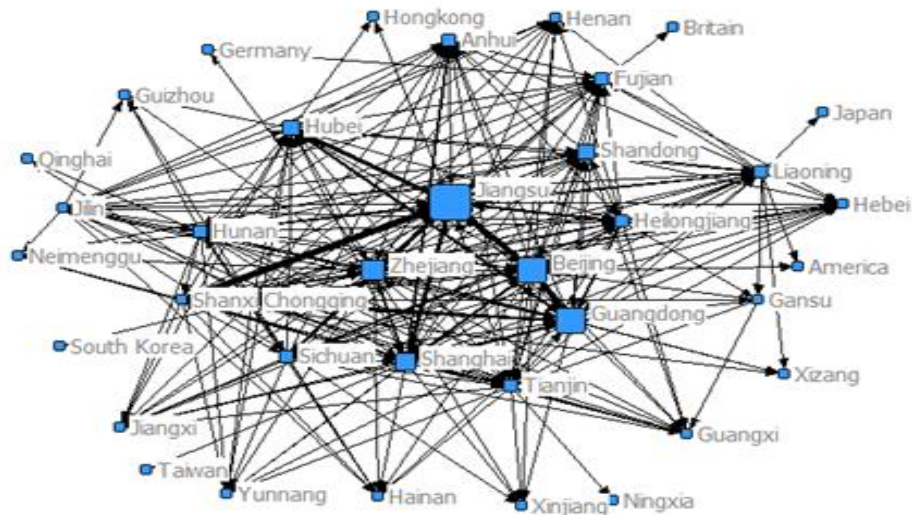 Hongkong
Henan
Britain
Anhui
Germany
Fujian
Guizhou
Japan
Hubei
Shandong
Qinghai
Liaoning
Jiangsu
Jilin
Hebei
Heilongjiang
Hunan
Neimenggu
Zhejiang
Beijing
America
Shanxi
Chongqing
Gansu
Guangdong
South Korea
Sichuan
Shanghai
Xizang
Tianjin
Jiangxi
Guangxi
Taiwan
Yunnang
Hainan
Xinjiang
Ningxia